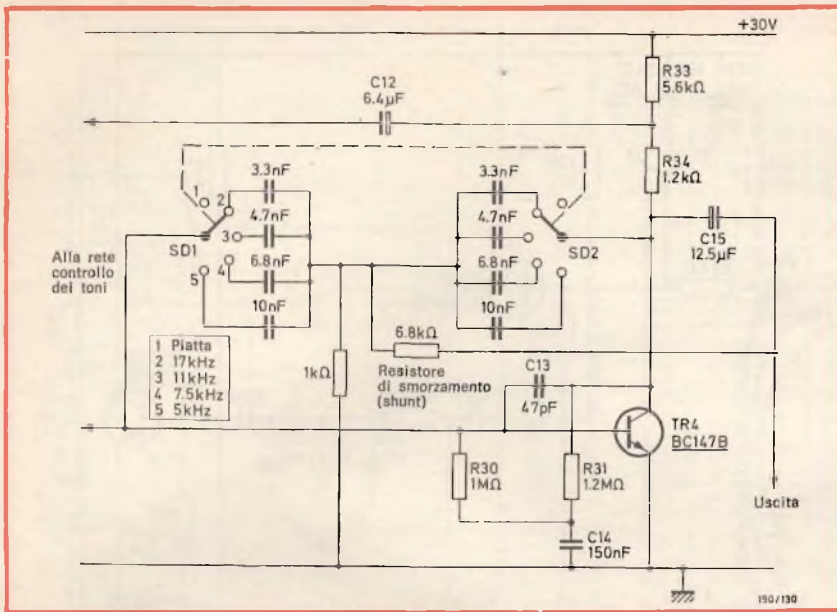 +30V
R33
5.6kΩ
C12
6.4µF
R34
1.2kΩ
3.3nF
3.3nF
1
2
4.7nF
4.7nF
SD1
3
SD2
C15
12.5µF
Alla rete
controllo
dei toni
6.8nF
6.8nF
5
4
10nF
10nF
1 Piatta
2 17kHz
3 11kHz
4 7.5kHz
5 5kHz
1kΩ
6.8kΩ
Resistore
di smorzamento
(shunt)
C13
47pF
TR4
BC147B
R30
1MΩ
R31
1.2MΩ
Uscita
C14
150nF
190/130